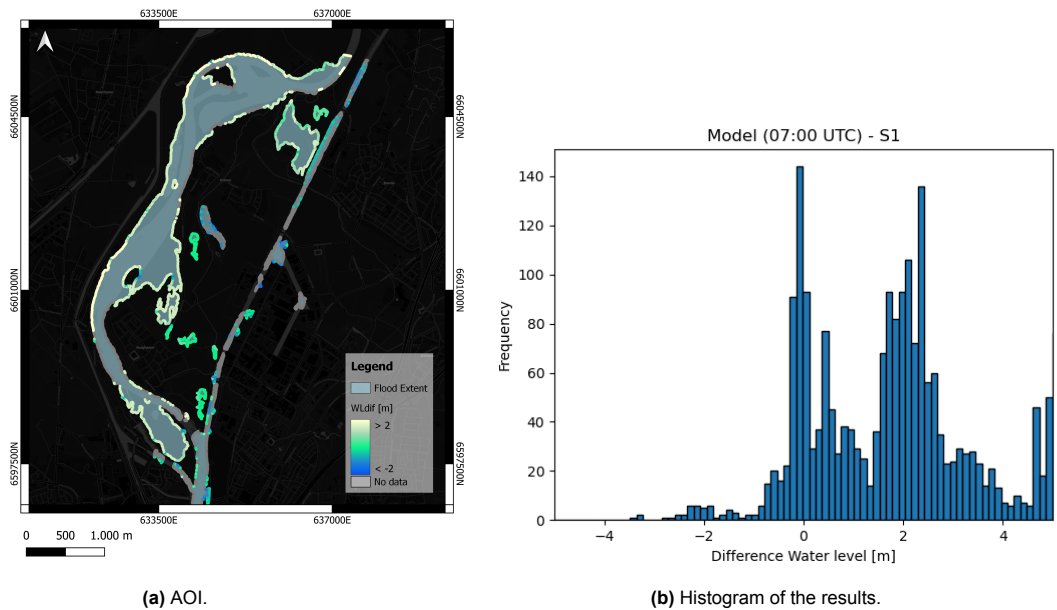 633500E 637000E
6604500N 6604500N
6601000N 6601000N
6597500N 6597500N
Legend
Flood Extent
WLdif [m]
> 2
< -2
No data
633500E 637000E
0 500 1.000 m
(a) AOI.
Model (07:00 UTC) - S1
Frequency
140
120
100
80
60
40
20
0
−4 −2 0 2 4
Difference Water level [m]
(b) Histogram of the results.